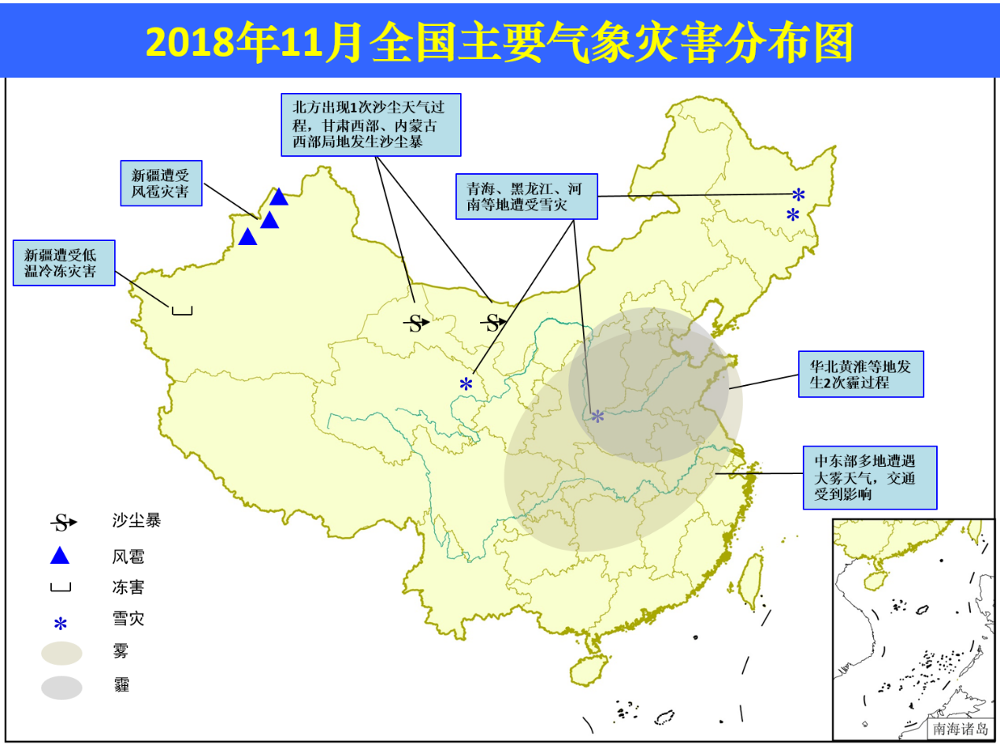 2018年11月全国主要气象灾害分布图
北方出现1次沙尘天气过
程，甘肃西部、内蒙古
西部局地发生沙尘暴
新疆遭受
风雹灾害
青海、黑龙江、河
南等地遭受雪灾
新疆遭受低
温冷冻灾害
S
S
华北黄淮等地发
生2次霾过程
中东部多地遭遇
大雾天气，交通
受到影响
S 沙尘暴
风雹
冻害
雪灾
雾
霾
南海诸岛